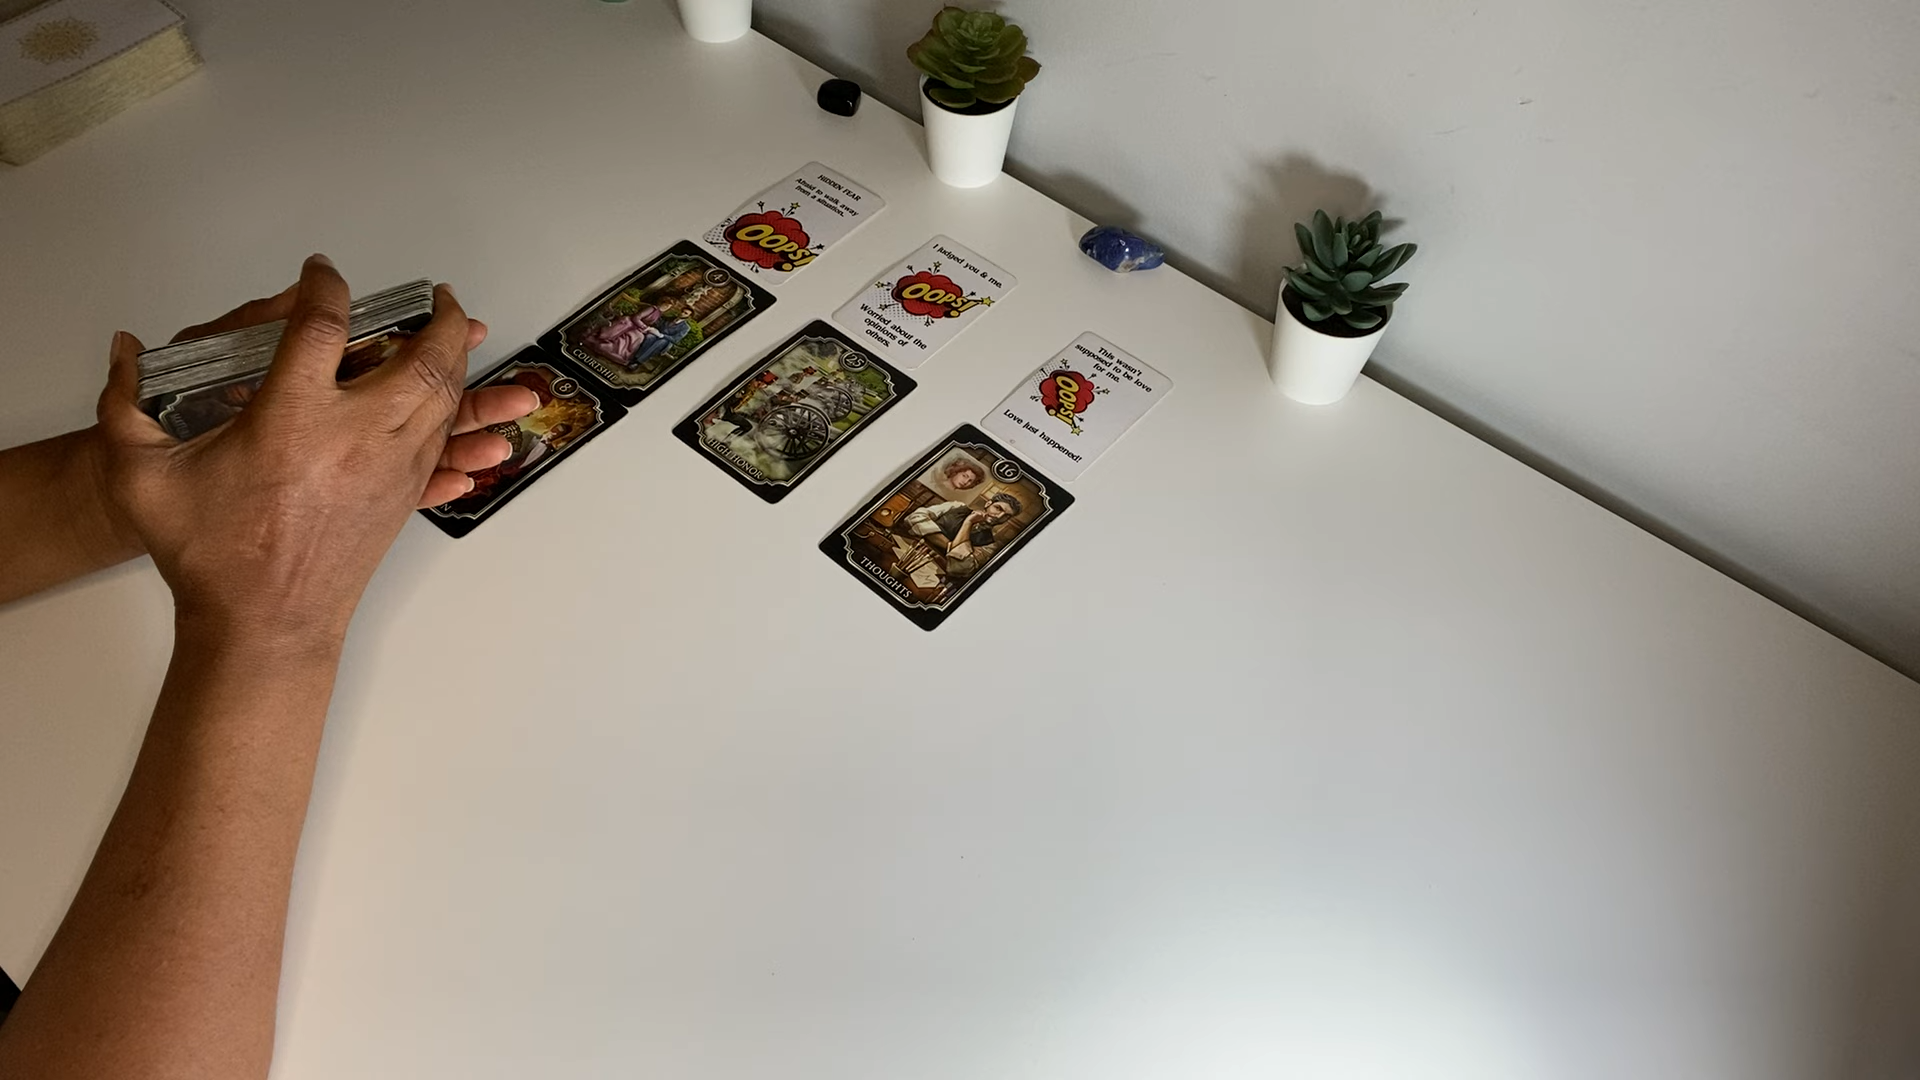 HIDDEN FEAR
Afraid to walk away
from a situation.
OOPS!
4
COURTSHIP
I judged you & me.
OOPS!
Worried about the
opinions of
others.
25
HIGH HONOR
This wasn't
supposed to be love
for me.
OOPS!
Love just happened!
16
THOUGHTS
8